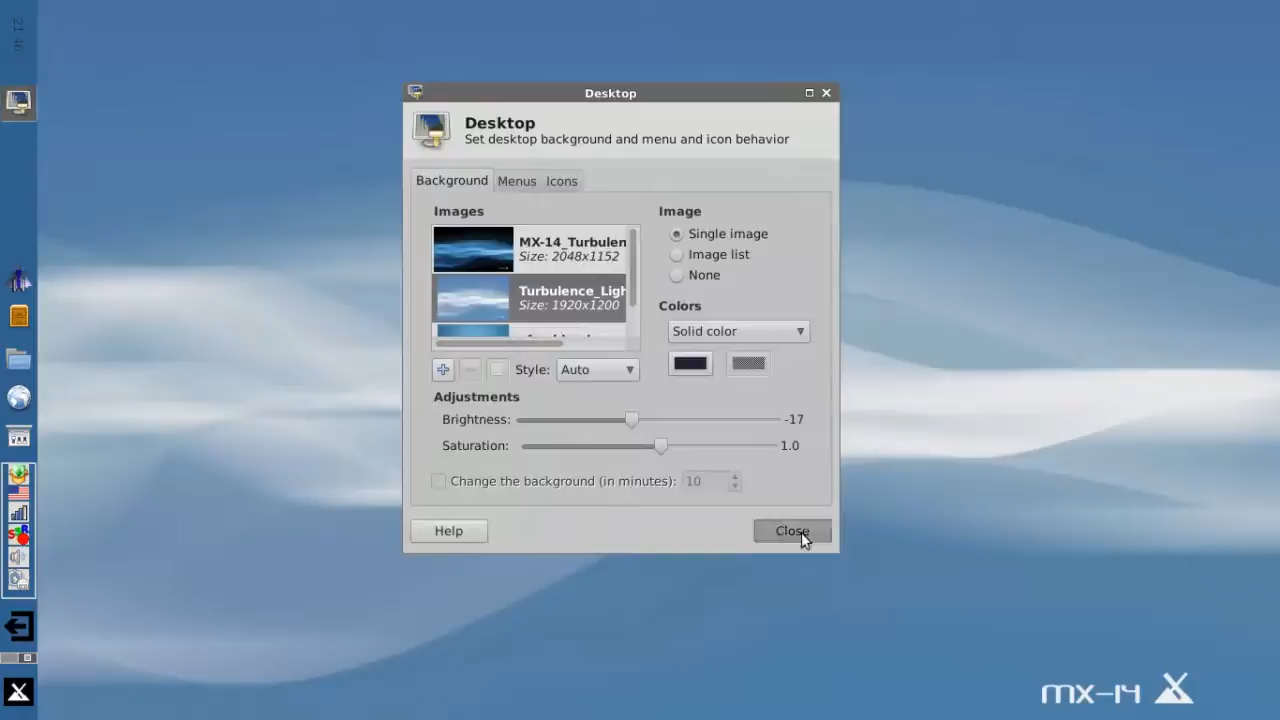 Desktop
Desktop
Set desktop background and menu and icon behavior
Background Menus Icons
Images
MX-14_Turbulen
Size: 2048x1152
Turbulence_Ligh
Size: 1920x1200
Style: Auto
Image
Single image
Image list
None
Colors
Solid color
Adjustments
Brightness: -17
Saturation: 1.0
Change the background (in minutes): 10
Help Close
mx-14